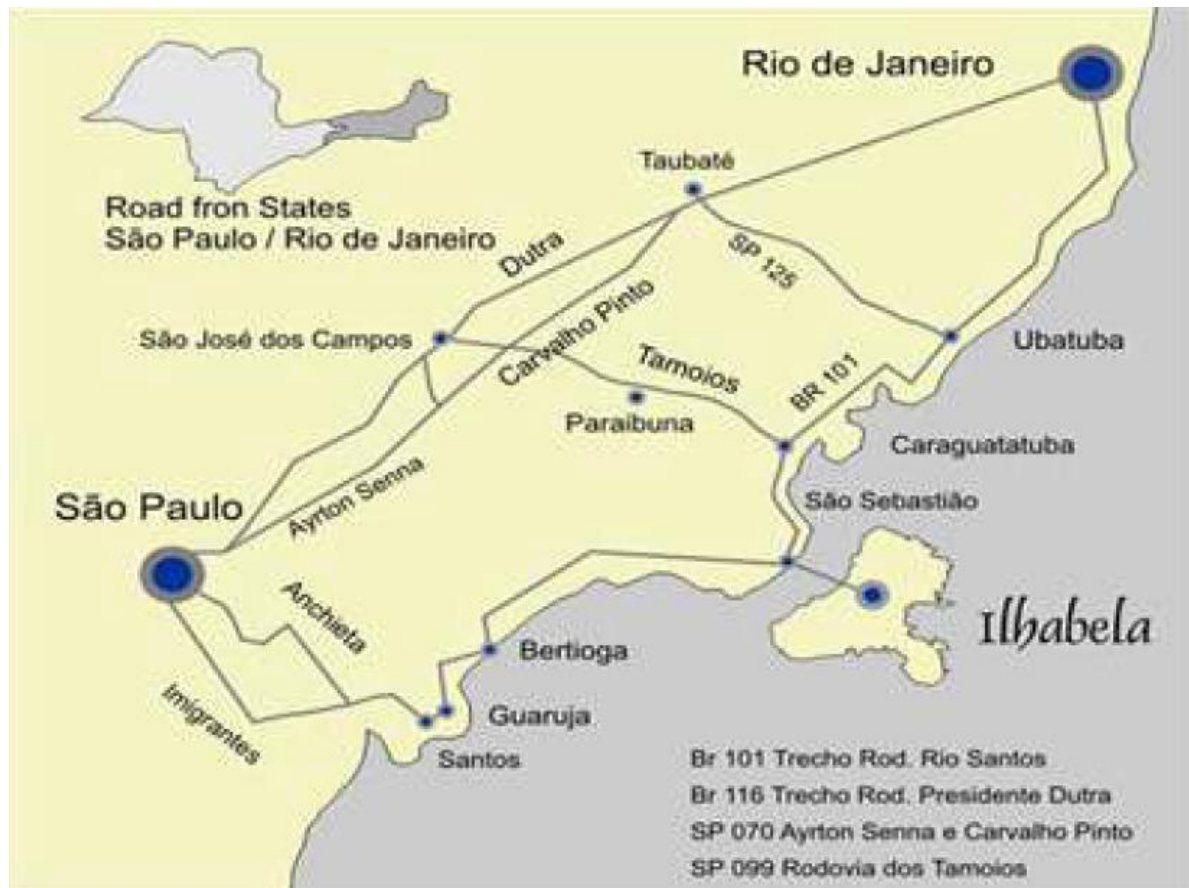 Rio de Janeiro
Taubaté
Road fron States
São Paulo / Rio de Janeiro
Dutra
SP 125
São José dos Campos
Carvalho Pinto
Tamoios
Ubatuba
BR 101
Paraibuna
Caraguatatuba
São Paulo
Ayrton Senna
São Sebastião
Anchieta
Ilhabela
Bertioga
Imigrantes
Guaruja
Santos
Br 101 Trecho Rod. Rio Santos
Br 116 Trecho Rod. Presidente Dutra
SP 070 Ayrton Senna e Carvalho Pinto
SP 099 Rodovia dos Tamoios